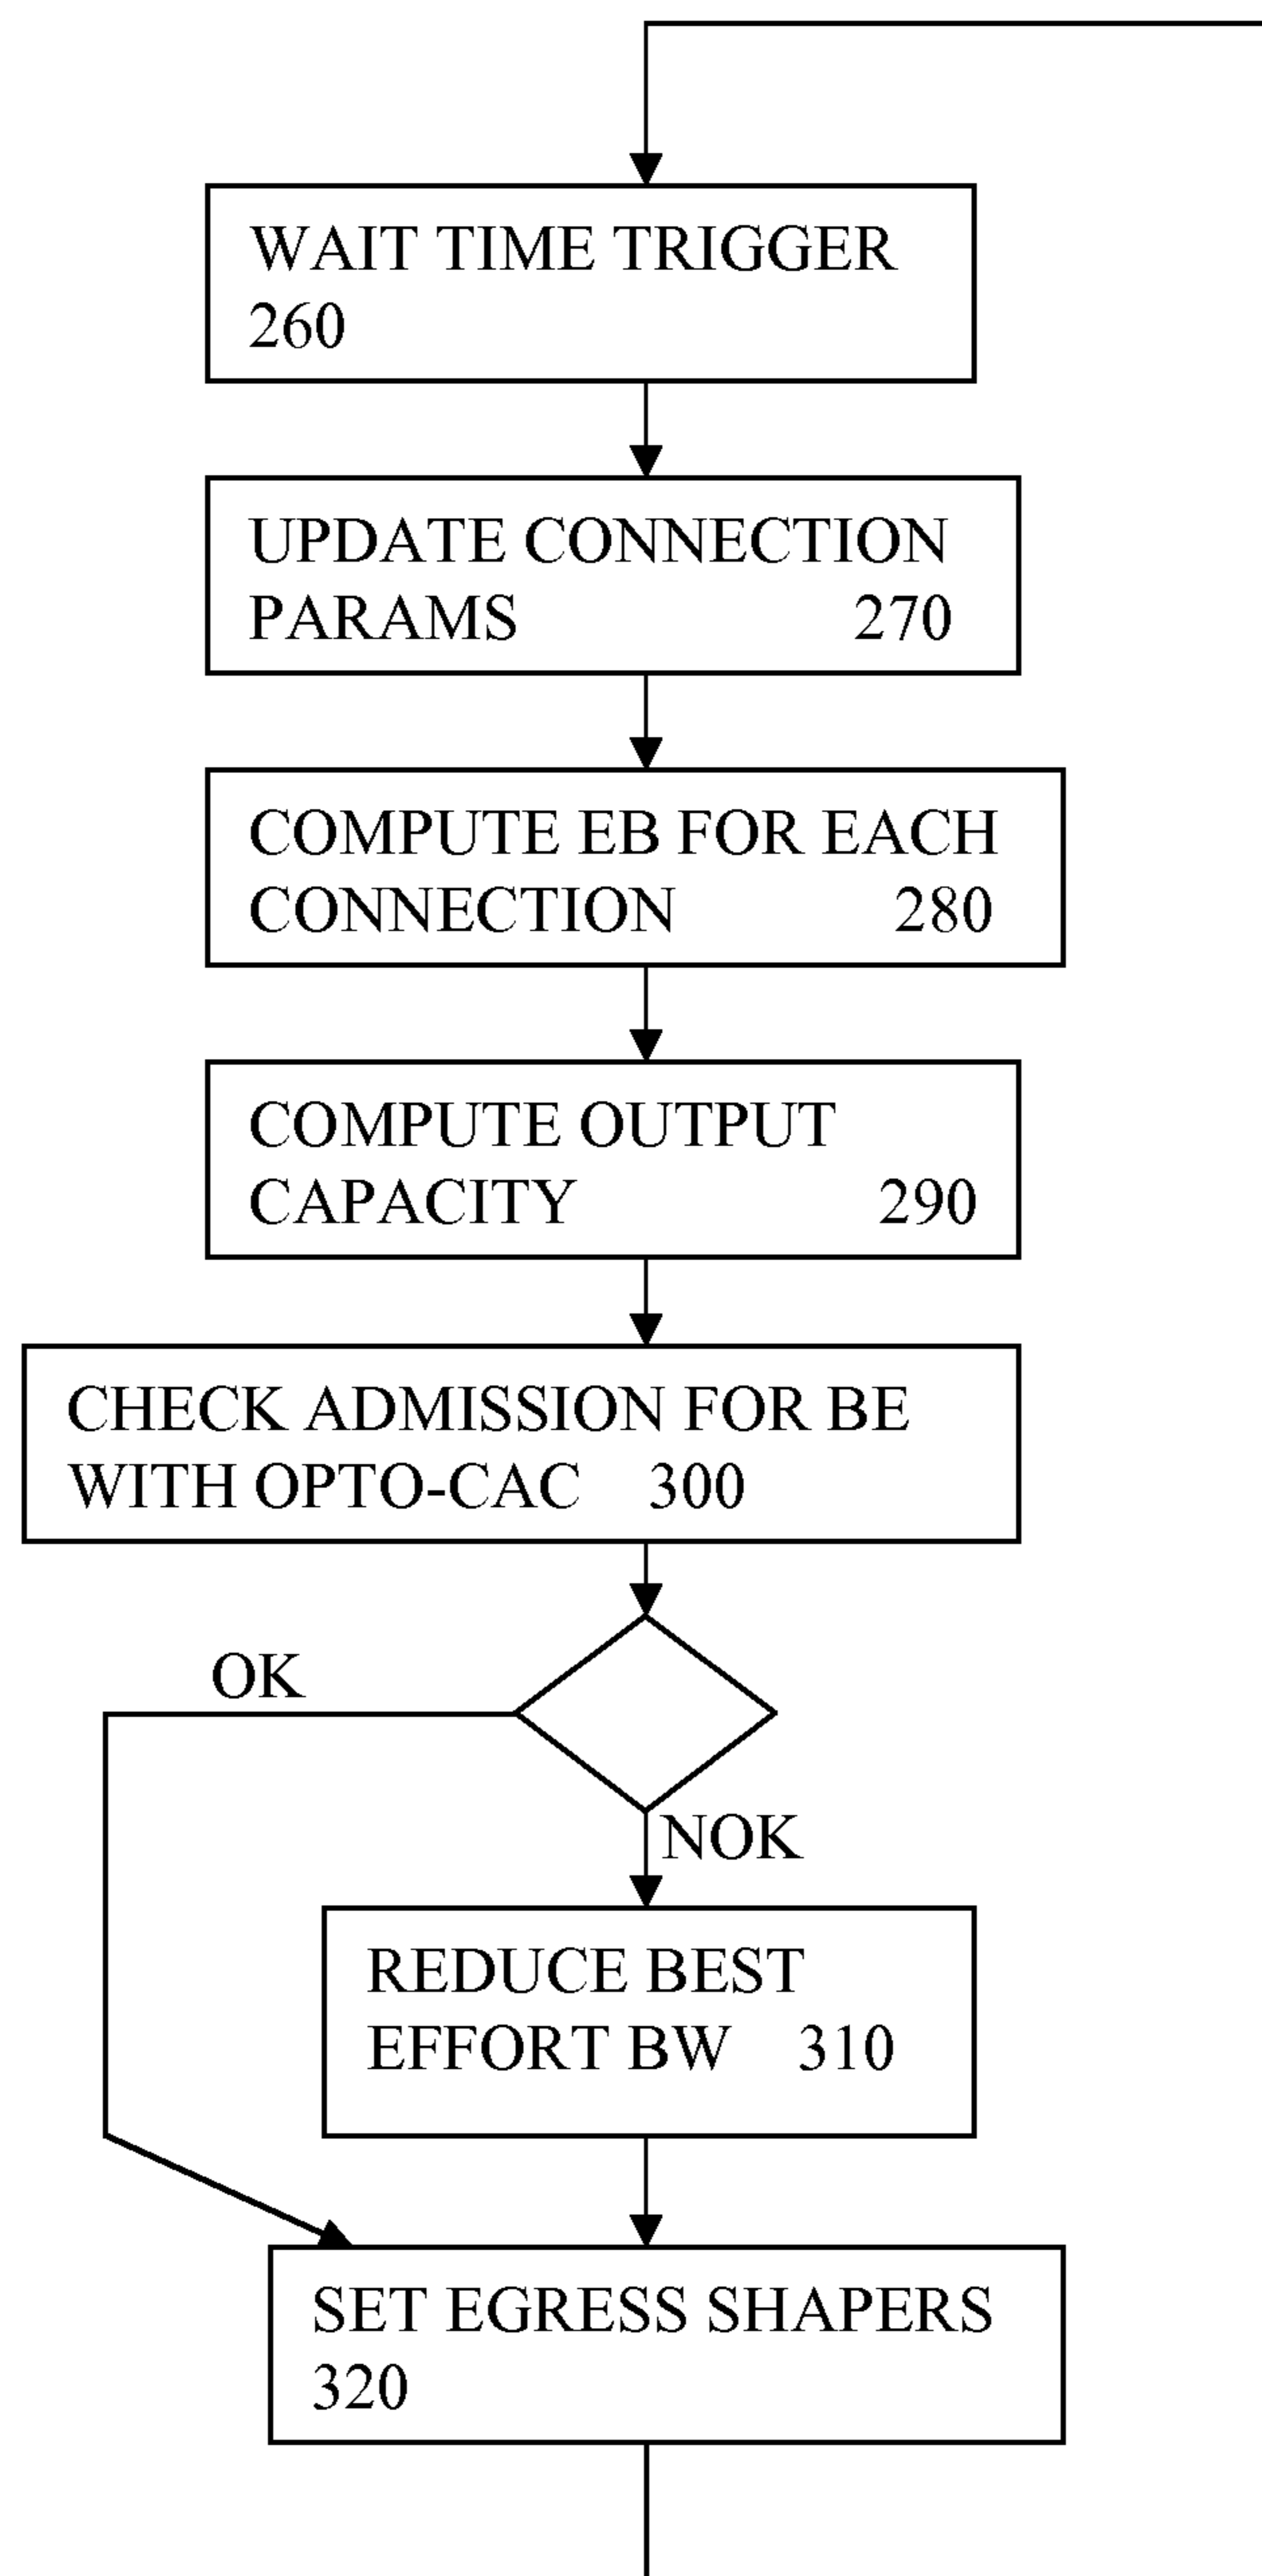 WAIT TIME TRIGGER
260
UPDATE CONNECTION
PARAMS 270
COMPUTE EB FOR EACH
CONNECTION 280
COMPUTE OUTPUT
CAPACITY 290
CHECK ADMISSION FOR BE
WITH OPTO-CAC 300
OK
NOK
REDUCE BEST
EFFORT BW 310
SET EGRESS SHAPERS
320